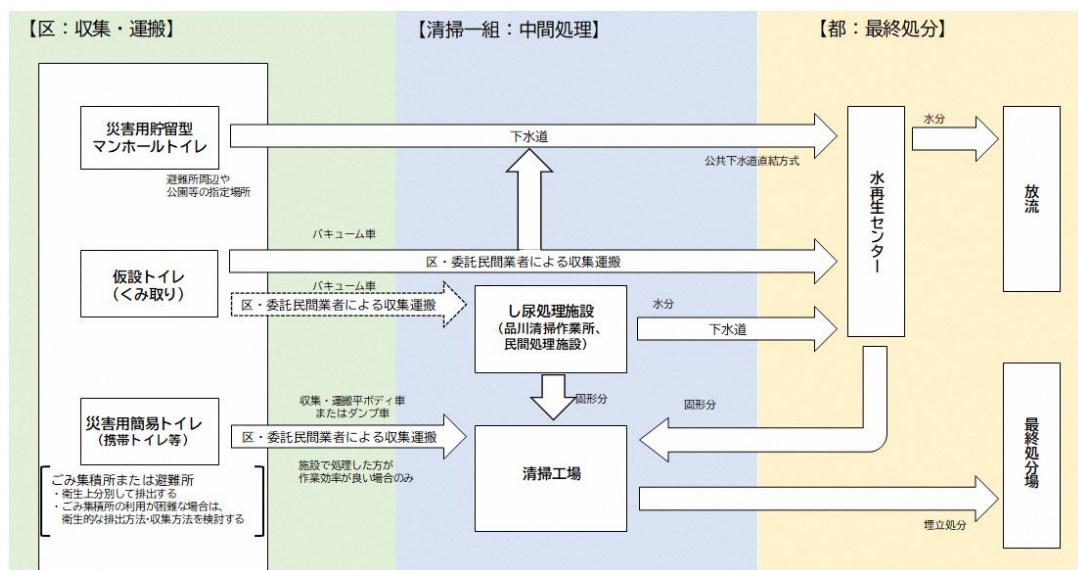 【区：収集・運搬】
【清掃一組：中間処理】
【都：最終処分】
災害用貯留型
マンホールトイレ
避難所周辺や
公園等の指定場所
下水道
公共下水道直結方式
水分
水再生センター
放流
バキューム車
仮設トイレ
（くみ取り）
区・委託民間業者による収集運搬
バキューム車
区・委託民間業者による収集運搬
し尿処理施設
（品川清掃作業所、
民間処理施設）
水分
下水道
固形分
固形分
収集・運搬平ボディ車
またはダンプ車
災害用簡易トイレ
（携帯トイレ等）
区・委託民間業者による収集運搬
施設で処理した方が
作業効率が良い場合のみ
清掃工場
最終処分場
埋立処分
ごみ集積所または避難所
・衛生上分別して排出する
・ごみ集積所の利用が困難な場合は、
衛生的な排出方法・収集方法を検討する